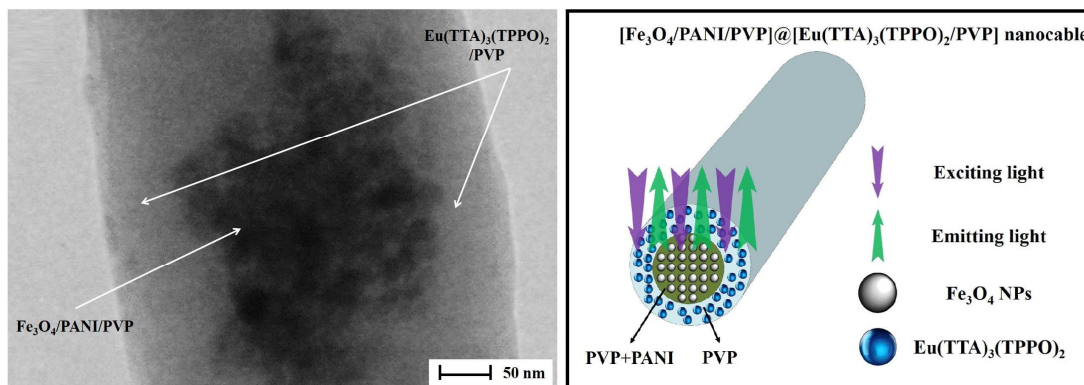 Eu(TTA)₃(TPPO)₂
/PVP
Fe₃O₄/PANI/PVP
50 nm
[Fe₃O₄/PANI/PVP]@[Eu(TTA)₃(TPPO)₂/PVP] nanocable
Exciting light
Emitting light
Fe₃O₄ NPs
Eu(TTA)₃(TPPO)₂
PVP+PANI
PVP